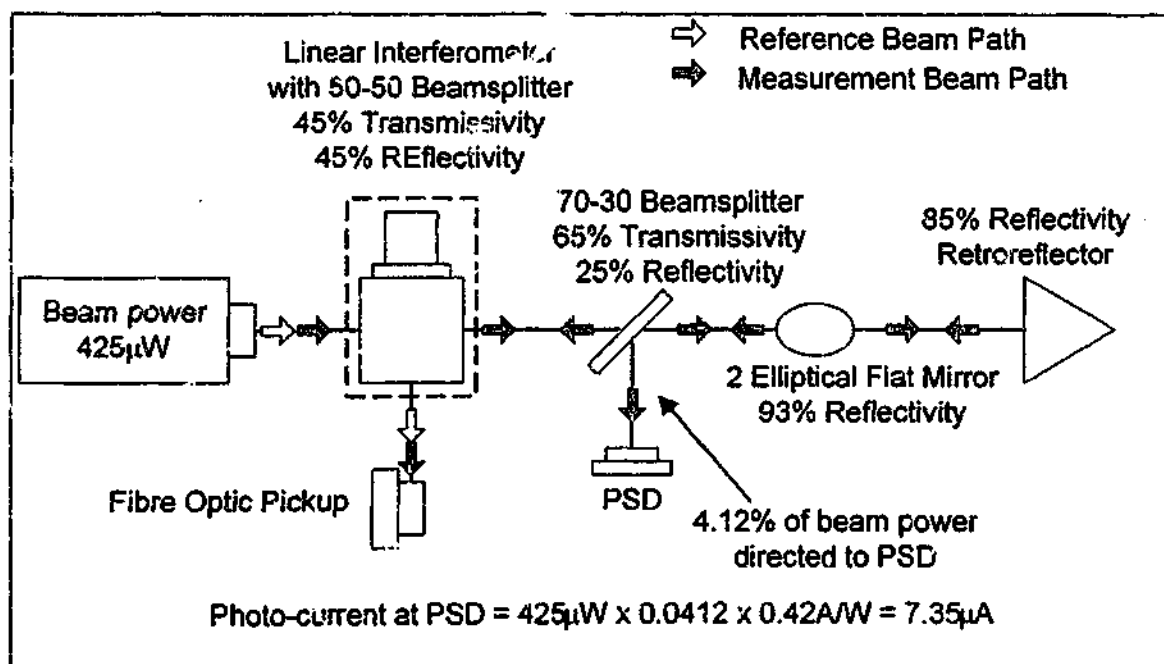 Linear Interferometer
with 50-50 Beamsplitter
45% Transmissivity
45% REflectivity
Reference Beam Path
Measurement Beam Path
70-30 Beamsplitter
65% Transmissivity
25% Reflectivity
85% Reflectivity
Retroreflector
Beam power
425µW
2 Elliptical Flat Mirror
93% Reflectivity
Fibre Optic Pickup
PSD
4.12% of beam power
directed to PSD
Photo-current at PSD = 425µW x 0.0412 x 0.42A/W = 7.35µA